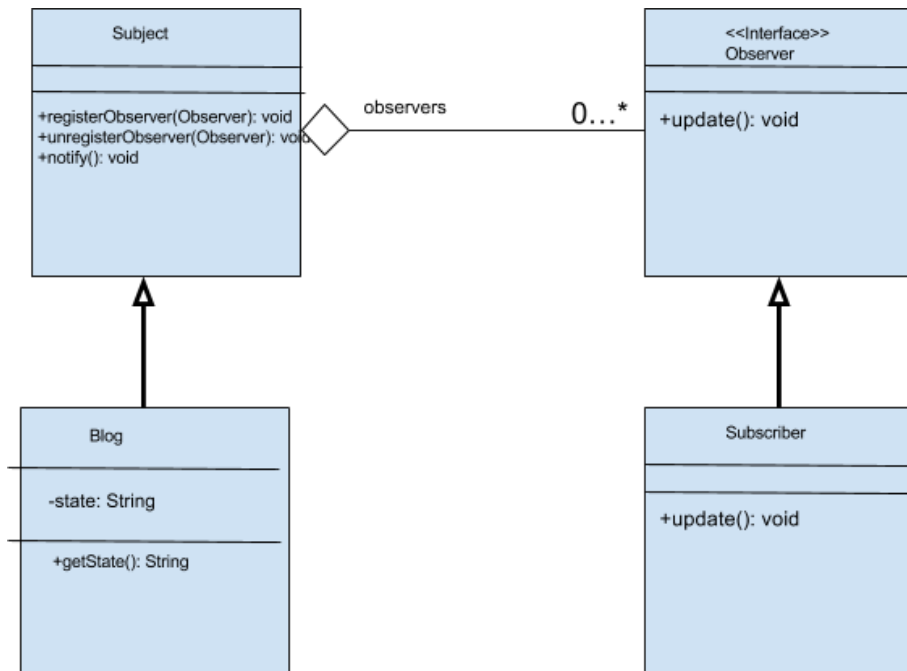 Subject
+registerObserver(Observer): void
+unregisterObserver(Observer): void
+notify(): void
observers
0...*
<<Interface>>
Observer
+update(): void
Blog
-state: String
+getState(): String
Subscriber
+update(): void